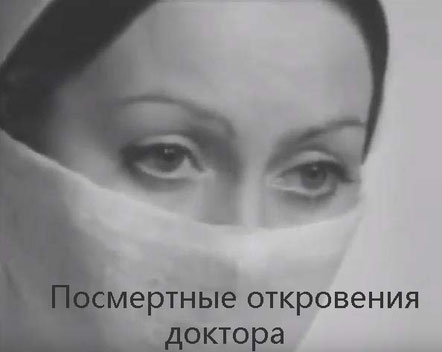 Посмертные откровения
доктора